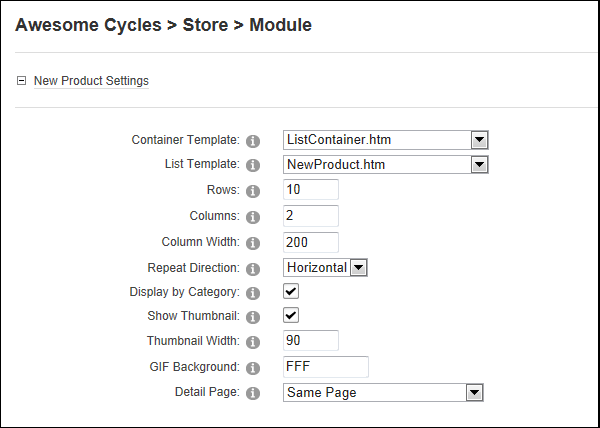 Awesome Cycles > Store > Module
New Product Settings
Container Template: ListContainer.htm
List Template: NewProduct.htm
Rows: 10
Columns: 2
Column Width: 200
Repeat Direction: Horizontal
Display by Category:
Show Thumbnail:
Thumbnail Width: 90
GIF Background: FFF
Detail Page: Same Page